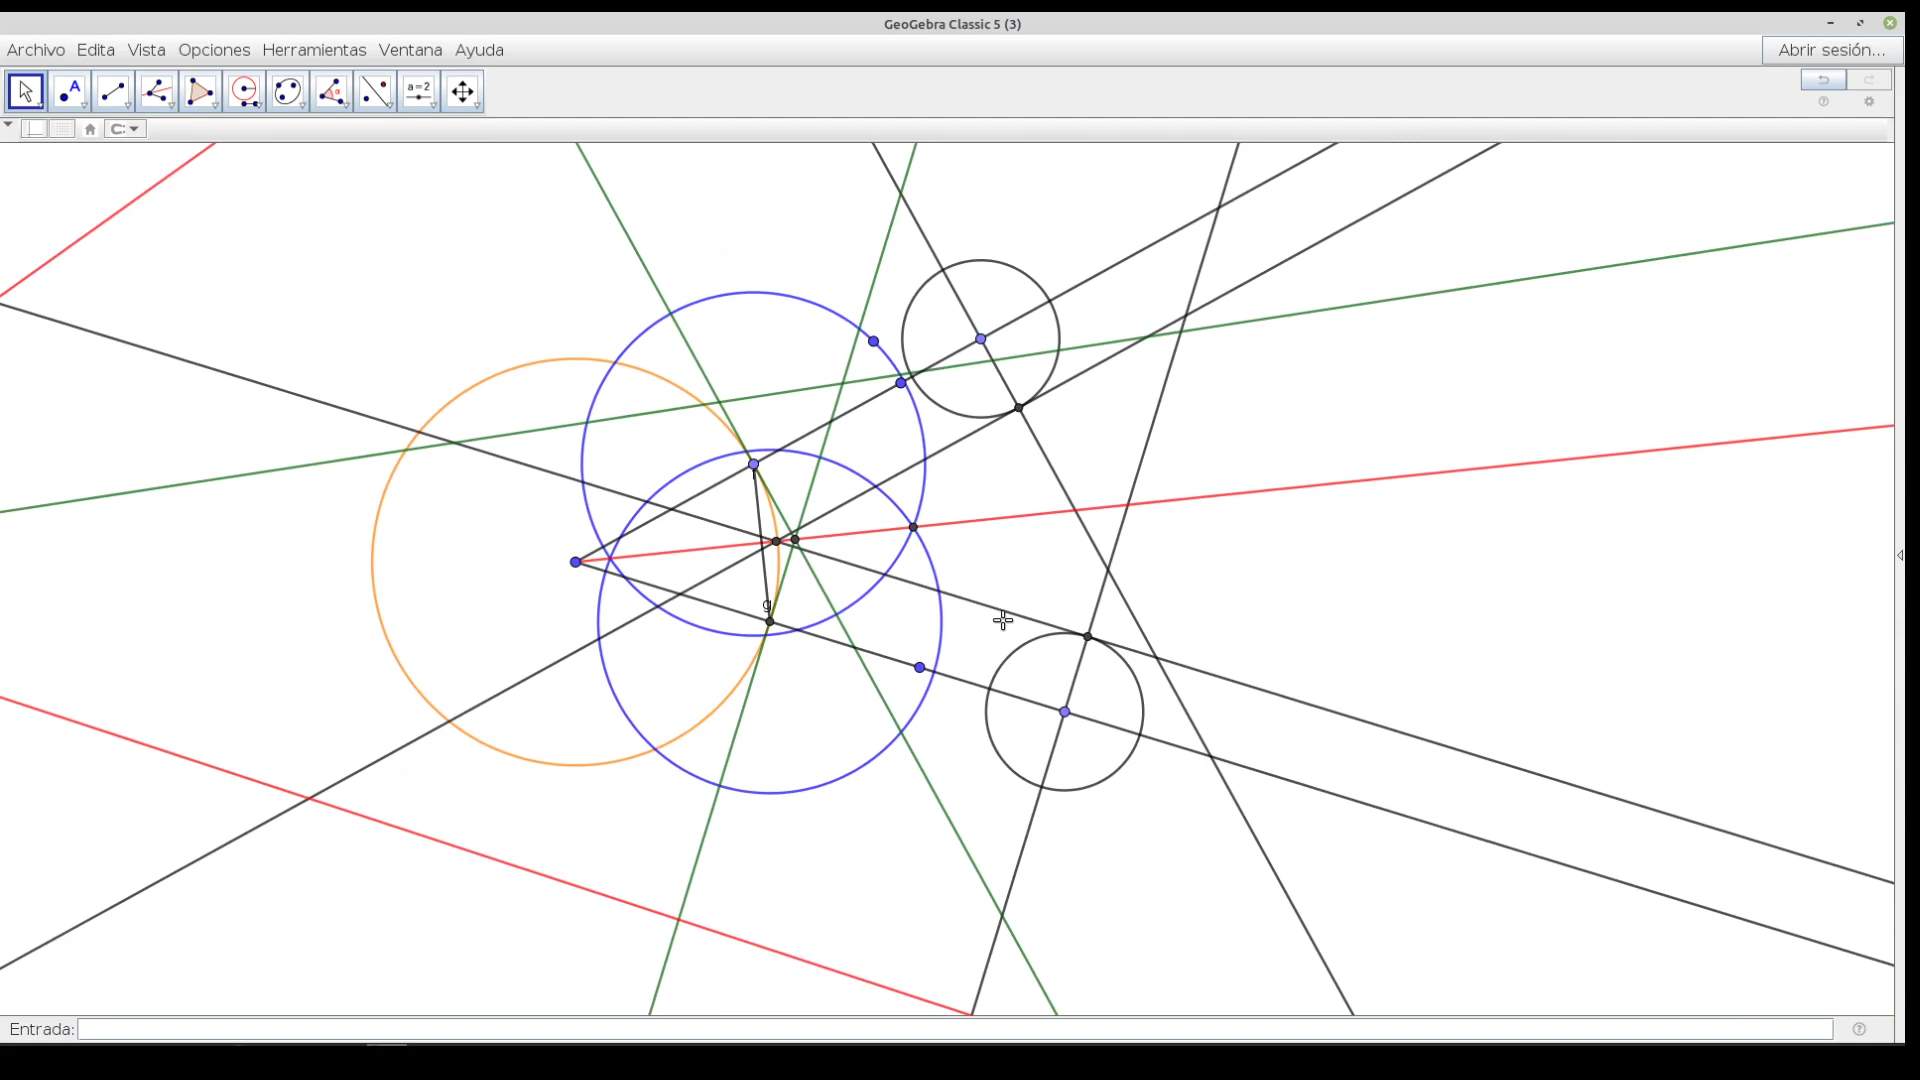 GeoGebra Classic 5 (3)
Archivo Edita Vista Opciones Herramientas Ventana Ayuda
Abrir sesión...
A
α
a=2
f
g
Entrada: